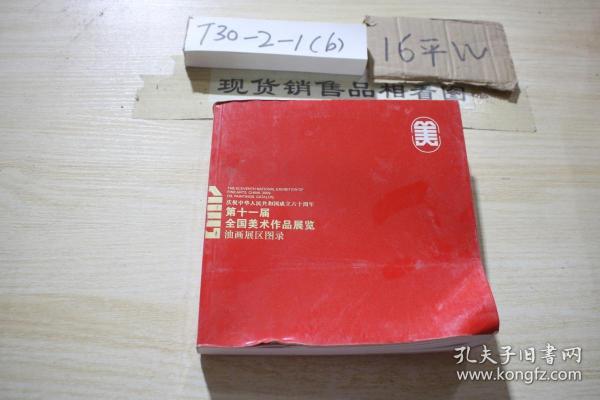 T30-2-1(b)
16平W
现货销售品相看图
美
THE ELEVENTH NATIONAL EXHIBITION OF
FINE ARTS, CHINA, 2009
OIL PAINTINGS CATALOG
庆祝中华人民共和国成立六十周年
第十一届
全国美术作品展览
油画展区图录
孔夫子旧书网
www.kongfz.com